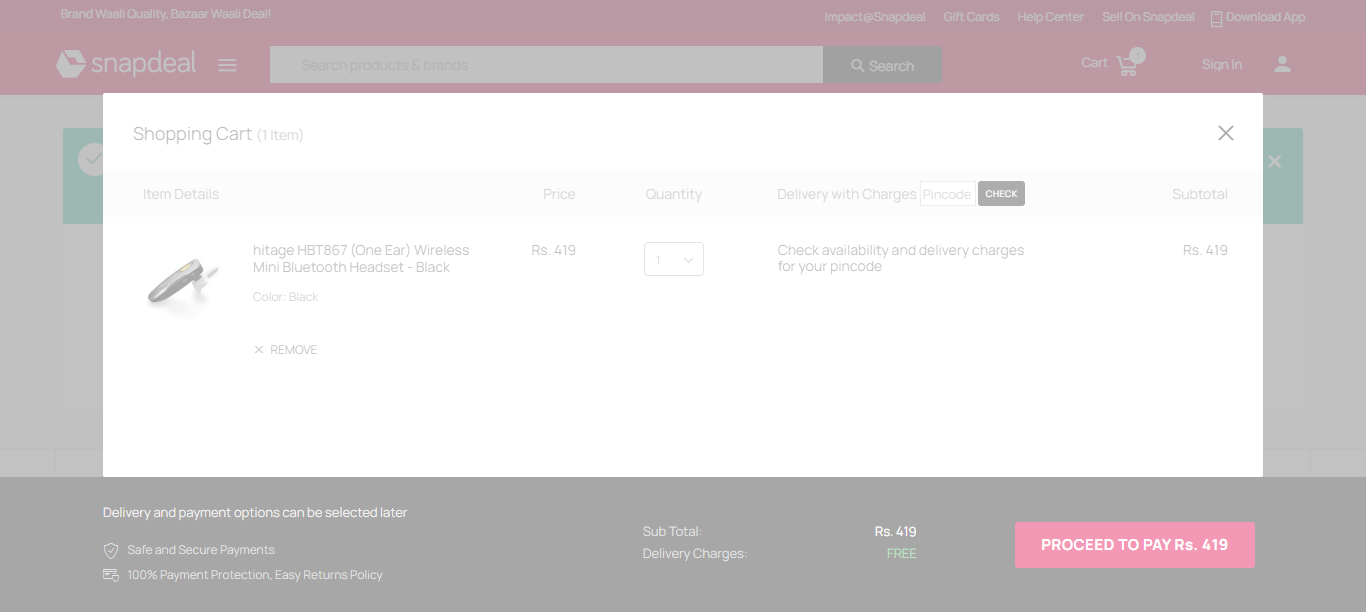 Brand Waali Quality, Bazaar Waali Deal!
Impact@Snapdeal Gift Cards Help Center Sell On Snapdeal Download App
snapdeal
Search products & brands
Search
Cart 1
Sign In
Shopping Cart (1 Item)
Item Details Price Quantity Delivery with Charges Pincode CHECK Subtotal
hitage HBT867 (One Ear) Wireless
Mini Bluetooth Headset - Black
Color: Black
REMOVE
Rs. 419
1
Check availability and delivery charges
for your pincode
Rs. 419
Delivery and payment options can be selected later
Safe and Secure Payments
100% Payment Protection, Easy Returns Policy
Sub Total: Rs. 419
Delivery Charges: FREE
PROCEED TO PAY Rs. 419